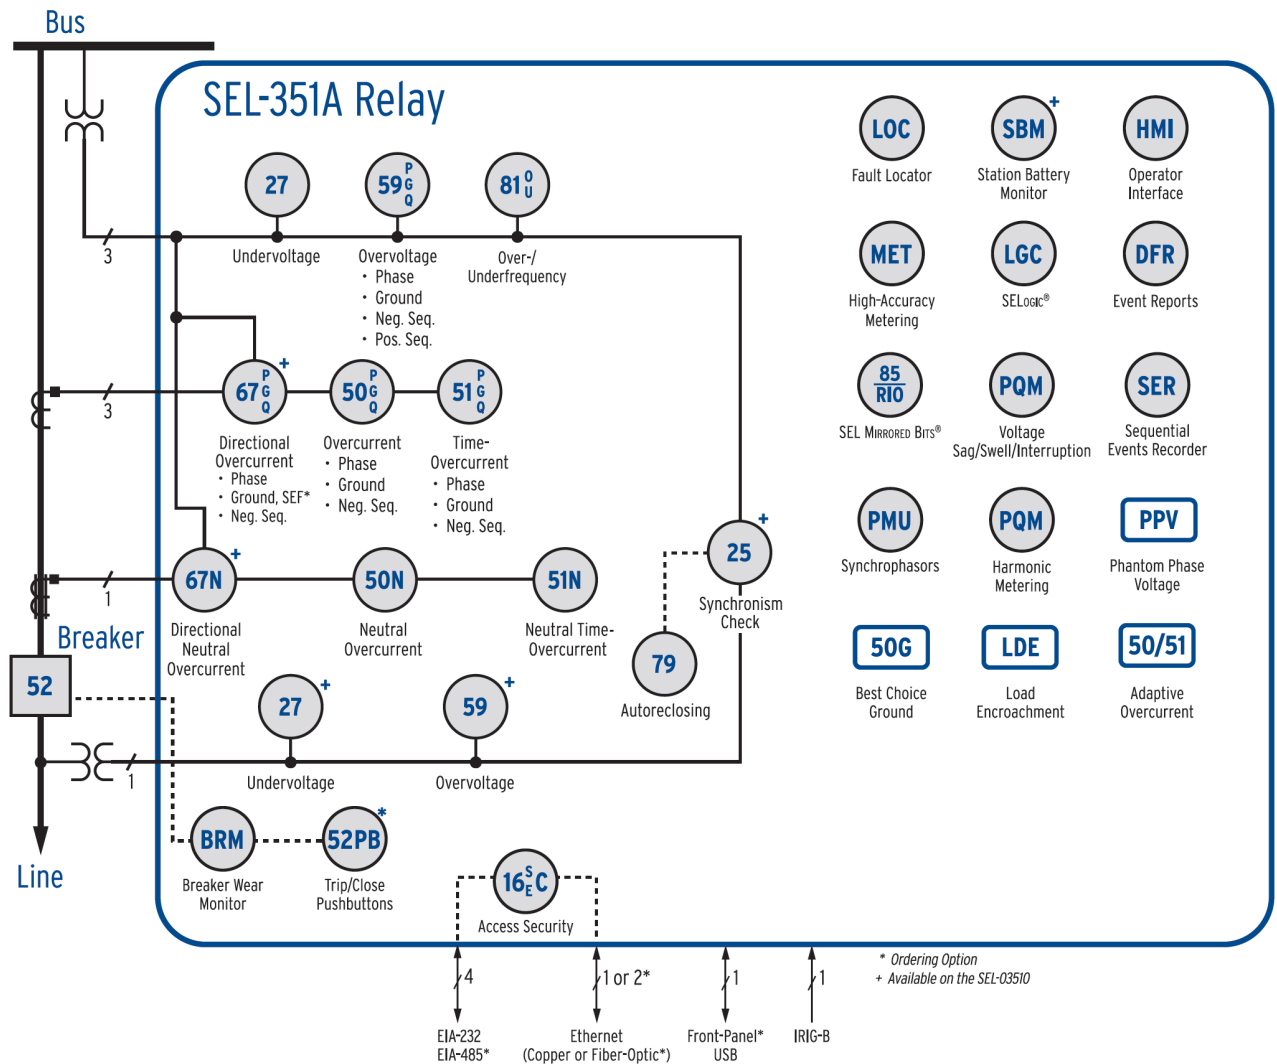 Bus
SEL-351A Relay
27
Undervoltage
59 P G Q
Overvoltage
· Phase
· Ground
· Neg. Seq.
· Pos. Seq.
81 O U
Over-/
Underfrequency
3
67 P G Q +
Directional
Overcurrent
· Phase
· Ground, SEF*
· Neg. Seq.
50 P G Q
Overcurrent
· Phase
· Ground
· Neg. Seq.
51 P G Q
Time-
Overcurrent
· Phase
· Ground
· Neg. Seq.
3
67N +
Directional
Neutral
Overcurrent
50N
Neutral
Overcurrent
51N
Neutral Time-
Overcurrent
1
25 +
Synchronism
Check
79
Autoreclosing
Breaker
52
27 +
Undervoltage
59 +
Overvoltage
1
BRM
Breaker Wear
Monitor
52PB *
Trip/Close
Pushbuttons
Line
16 S E C
Access Security
LOC
Fault Locator
SBM +
Station Battery
Monitor
HMI
Operator
Interface
MET
High-Accuracy
Metering
LGC
SELOGIC®
DFR
Event Reports
85
RIO
SEL MIRRORED BITS®
PQM
Voltage
Sag/Swell/Interruption
SER
Sequential
Events Recorder
PMU
Synchrophasors
PQM
Harmonic
Metering
PPV
Phantom Phase
Voltage
50G
Best Choice
Ground
LDE
Load
Encroachment
50/51
Adaptive
Overcurrent
* Ordering Option
+ Available on the SEL-03510
4
EIA-232
EIA-485*
1 or 2*
Ethernet
(Copper or Fiber-Optic*)
1
Front-Panel*
USB
1
IRIG-B